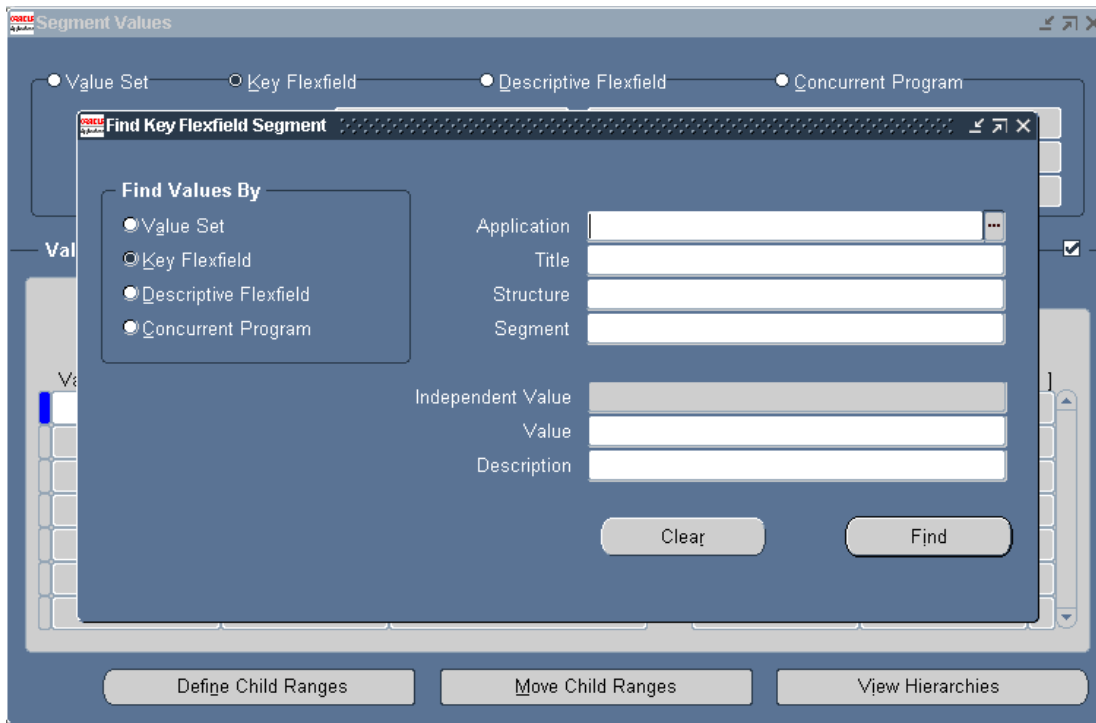 Segment Values
Value Set Key Flexfield Descriptive Flexfield Concurrent Program
Find Key Flexfield Segment
Find Values By
Value Set
Key Flexfield
Descriptive Flexfield
Concurrent Program
Application
Title
Structure
Segment
Independent Value
Value
Description
Clear Find
Val
Va ]
Define Child Ranges Move Child Ranges View Hierarchies